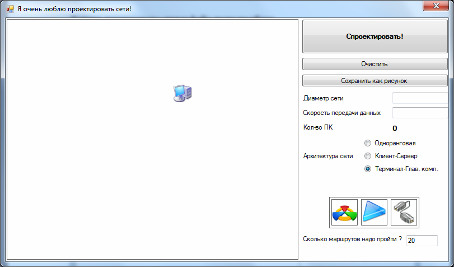 Я очень люблю проектировать сети!
Спроектировать!
Очистить
Сохранить как рисунок
Диаметр сети
Скорость передачи данных
Кол-во ПК 0
Одноранговая
Архитектура сети Клиент-Сервер
Терминал-Глав. комп.
Сколько маршрутов надо пройти ? 20